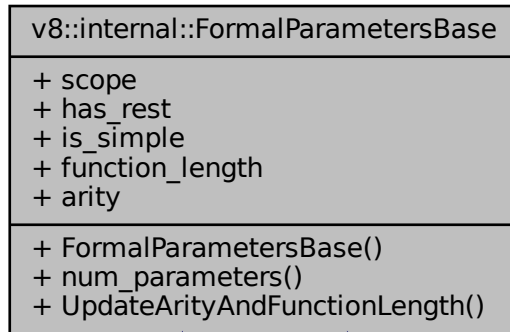 v8::internal::FormalParametersBase
+ scope
+ has_rest
+ is_simple
+ function_length
+ arity
+ FormalParametersBase()
+ num_parameters()
+ UpdateArityAndFunctionLength()